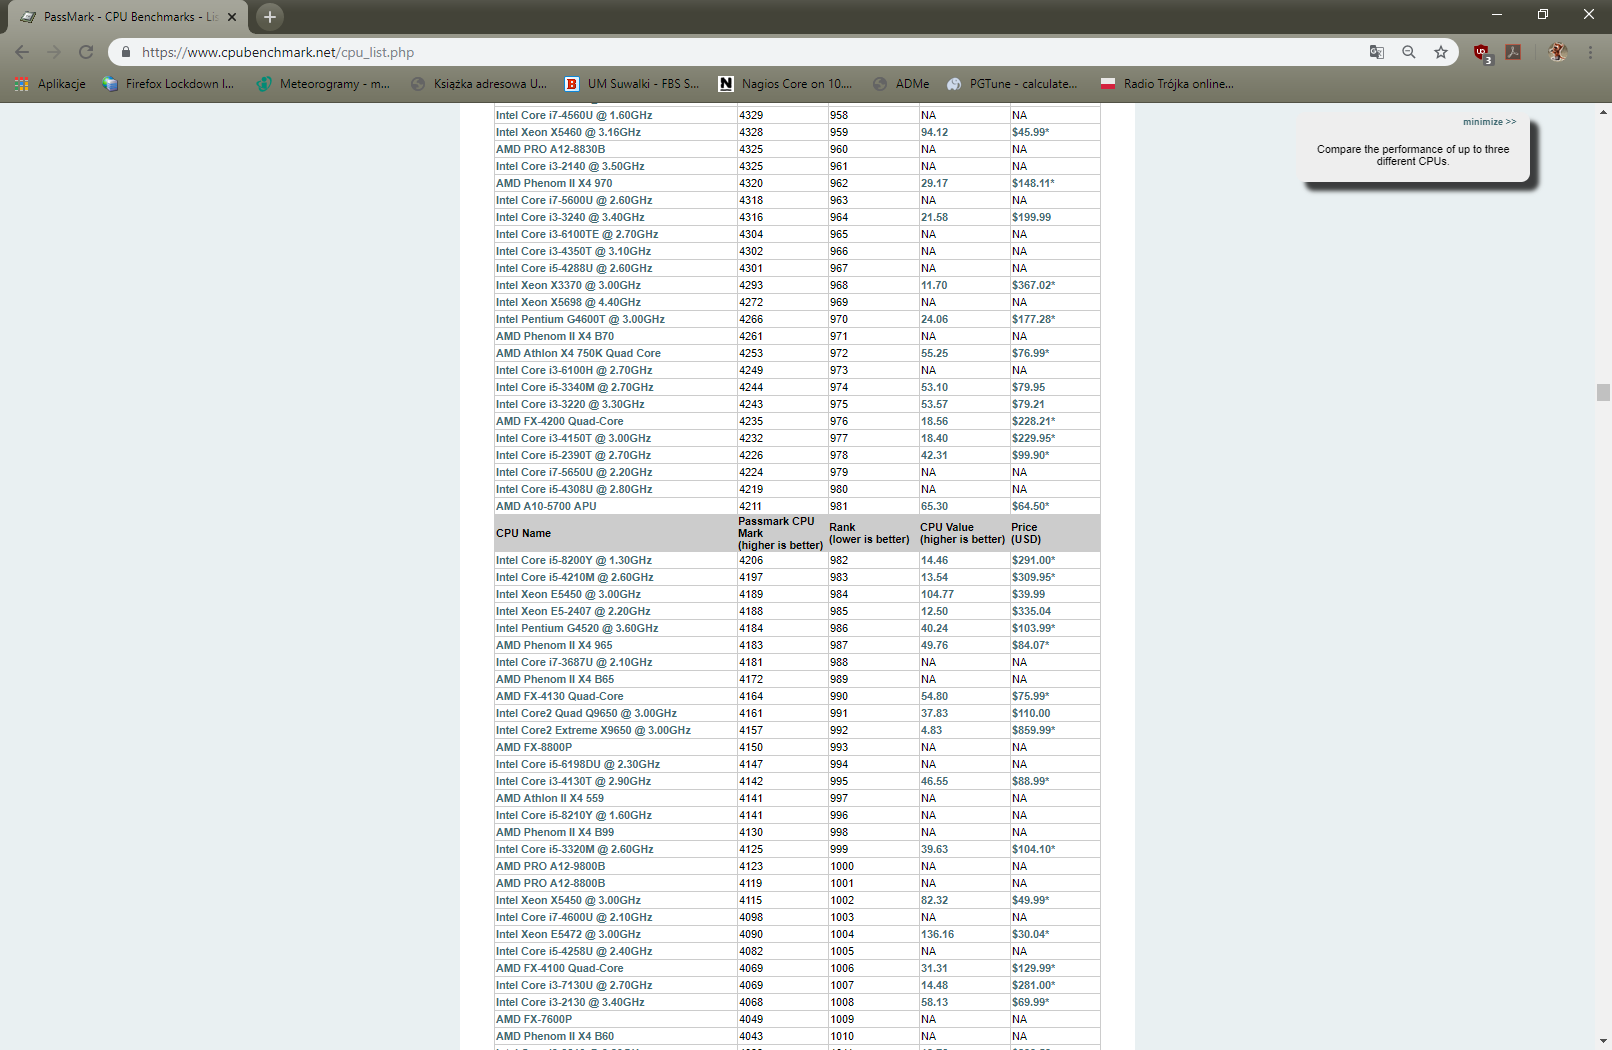 PassMark - CPU Benchmarks - Lis
https://www.cpubenchmark.net/cpu_list.php
3
Aplikacje Firefox Lockdown I... Meteorogramy - m... Książka adresowa U... UM Suwalki - FBS S... Nagios Core on 10.... ADMe PGTune - calculate... Radio Trójka online...
minimize >>
Compare the performance of up to three
different CPUs.
Intel Core i7-4560U @ 1.60GHz 4329 958 NA NA
Intel Xeon X5460 @ 3.16GHz 4328 959 94.12 $45.99*
AMD PRO A12-8830B 4325 960 NA NA
Intel Core i3-2140 @ 3.50GHz 4325 961 NA NA
AMD Phenom II X4 970 4320 962 29.17 $148.11*
Intel Core i7-5600U @ 2.60GHz 4318 963 NA NA
Intel Core i3-3240 @ 3.40GHz 4316 964 21.58 $199.99
Intel Core i3-6100TE @ 2.70GHz 4304 965 NA NA
Intel Core i3-4350T @ 3.10GHz 4302 966 NA NA
Intel Core i5-4288U @ 2.60GHz 4301 967 NA NA
Intel Xeon X3370 @ 3.00GHz 4293 968 11.70 $367.02*
Intel Xeon X5698 @ 4.40GHz 4272 969 NA NA
Intel Pentium G4600T @ 3.00GHz 4266 970 24.06 $177.28*
AMD Phenom II X4 B70 4261 971 NA NA
AMD Athlon X4 750K Quad Core 4253 972 55.25 $76.99*
Intel Core i3-6100H @ 2.70GHz 4249 973 NA NA
Intel Core i5-3340M @ 2.70GHz 4244 974 53.10 $79.95
Intel Core i3-3220 @ 3.30GHz 4243 975 53.57 $79.21
AMD FX-4200 Quad-Core 4235 976 18.56 $228.21*
Intel Core i3-4150T @ 3.00GHz 4232 977 18.40 $229.95*
Intel Core i5-2390T @ 2.70GHz 4226 978 42.31 $99.90*
Intel Core i7-5650U @ 2.20GHz 4224 979 NA NA
Intel Core i5-4308U @ 2.80GHz 4219 980 NA NA
AMD A10-5700 APU 4211 981 65.30 $64.50*
CPU Name Passmark CPU Mark (higher is better) Rank (lower is better) CPU Value (higher is better) Price (USD)
Intel Core i5-8200Y @ 1.30GHz 4206 982 14.46 $291.00*
Intel Core i5-4210M @ 2.60GHz 4197 983 13.54 $309.95*
Intel Xeon E5450 @ 3.00GHz 4189 984 104.77 $39.99
Intel Xeon E5-2407 @ 2.20GHz 4188 985 12.50 $335.04
Intel Pentium G4520 @ 3.60GHz 4184 986 40.24 $103.99*
AMD Phenom II X4 965 4183 987 49.76 $84.07*
Intel Core i7-3687U @ 2.10GHz 4181 988 NA NA
AMD Phenom II X4 B65 4172 989 NA NA
AMD FX-4130 Quad-Core 4164 990 54.80 $75.99*
Intel Core2 Quad Q9650 @ 3.00GHz 4161 991 37.83 $110.00
Intel Core2 Extreme X9650 @ 3.00GHz 4157 992 4.83 $859.99*
AMD FX-8800P 4150 993 NA NA
Intel Core i5-6198DU @ 2.30GHz 4147 994 NA NA
Intel Core i3-4130T @ 2.90GHz 4142 995 46.55 $88.99*
AMD Athlon II X4 559 4141 997 NA NA
Intel Core i5-8210Y @ 1.60GHz 4141 996 NA NA
AMD Phenom II X4 B99 4130 998 NA NA
Intel Core i5-3320M @ 2.60GHz 4125 999 39.63 $104.10*
AMD PRO A12-9800B 4123 1000 NA NA
AMD PRO A12-8800B 4119 1001 NA NA
Intel Xeon X5450 @ 3.00GHz 4115 1002 82.32 $49.99*
Intel Core i7-4600U @ 2.10GHz 4098 1003 NA NA
Intel Xeon E5472 @ 3.00GHz 4090 1004 136.16 $30.04*
Intel Core i5-4258U @ 2.40GHz 4082 1005 NA NA
AMD FX-4100 Quad-Core 4069 1006 31.31 $129.99*
Intel Core i3-7130U @ 2.70GHz 4069 1007 14.48 $281.00*
Intel Core i3-2130 @ 3.40GHz 4068 1008 58.13 $69.99*
AMD FX-7600P 4049 1009 NA NA
AMD Phenom II X4 B60 4043 1010 NA NA